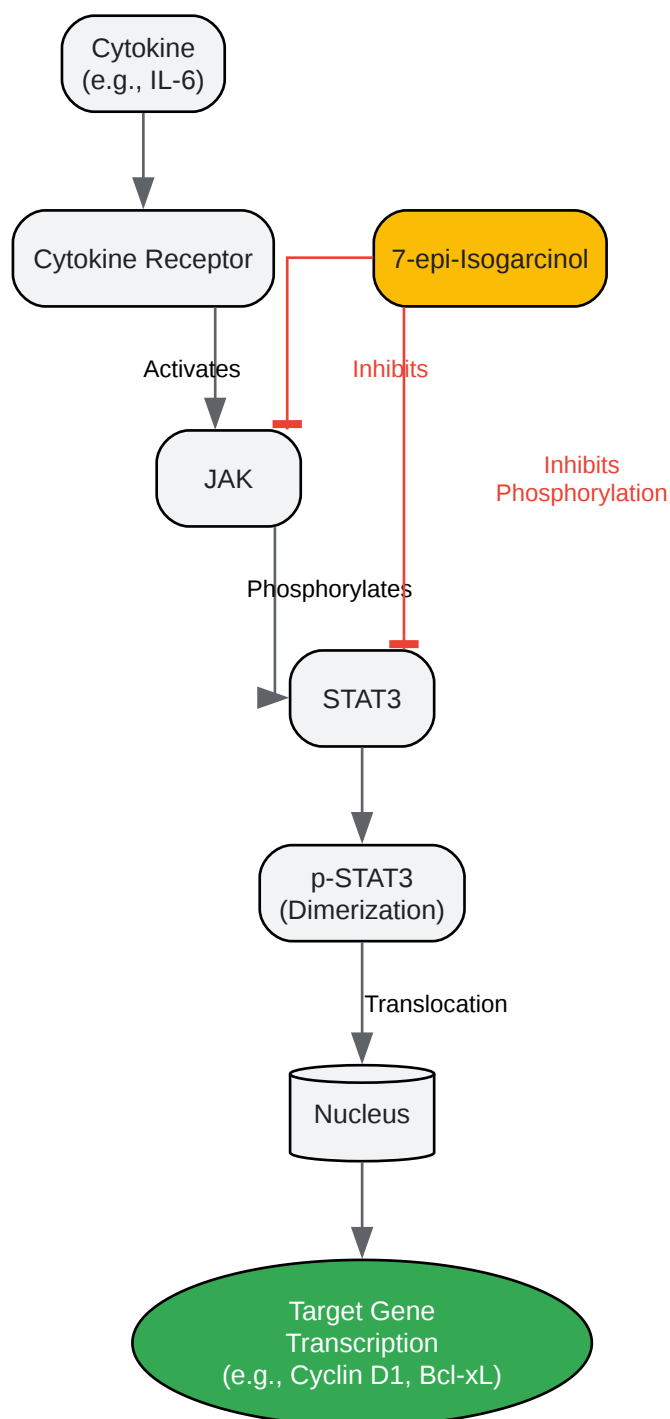 Cytokine
(e.g., IL-6)
Cytokine Receptor
7-epi-Isogarcinol
Activates
Inhibits
JAK
Inhibits
Phosphorylation
Phosphorylates
STAT3
p-STAT3
(Dimerization)
Translocation
Nucleus
Target Gene
Transcription
(e.g., Cyclin D1, Bcl-xL)